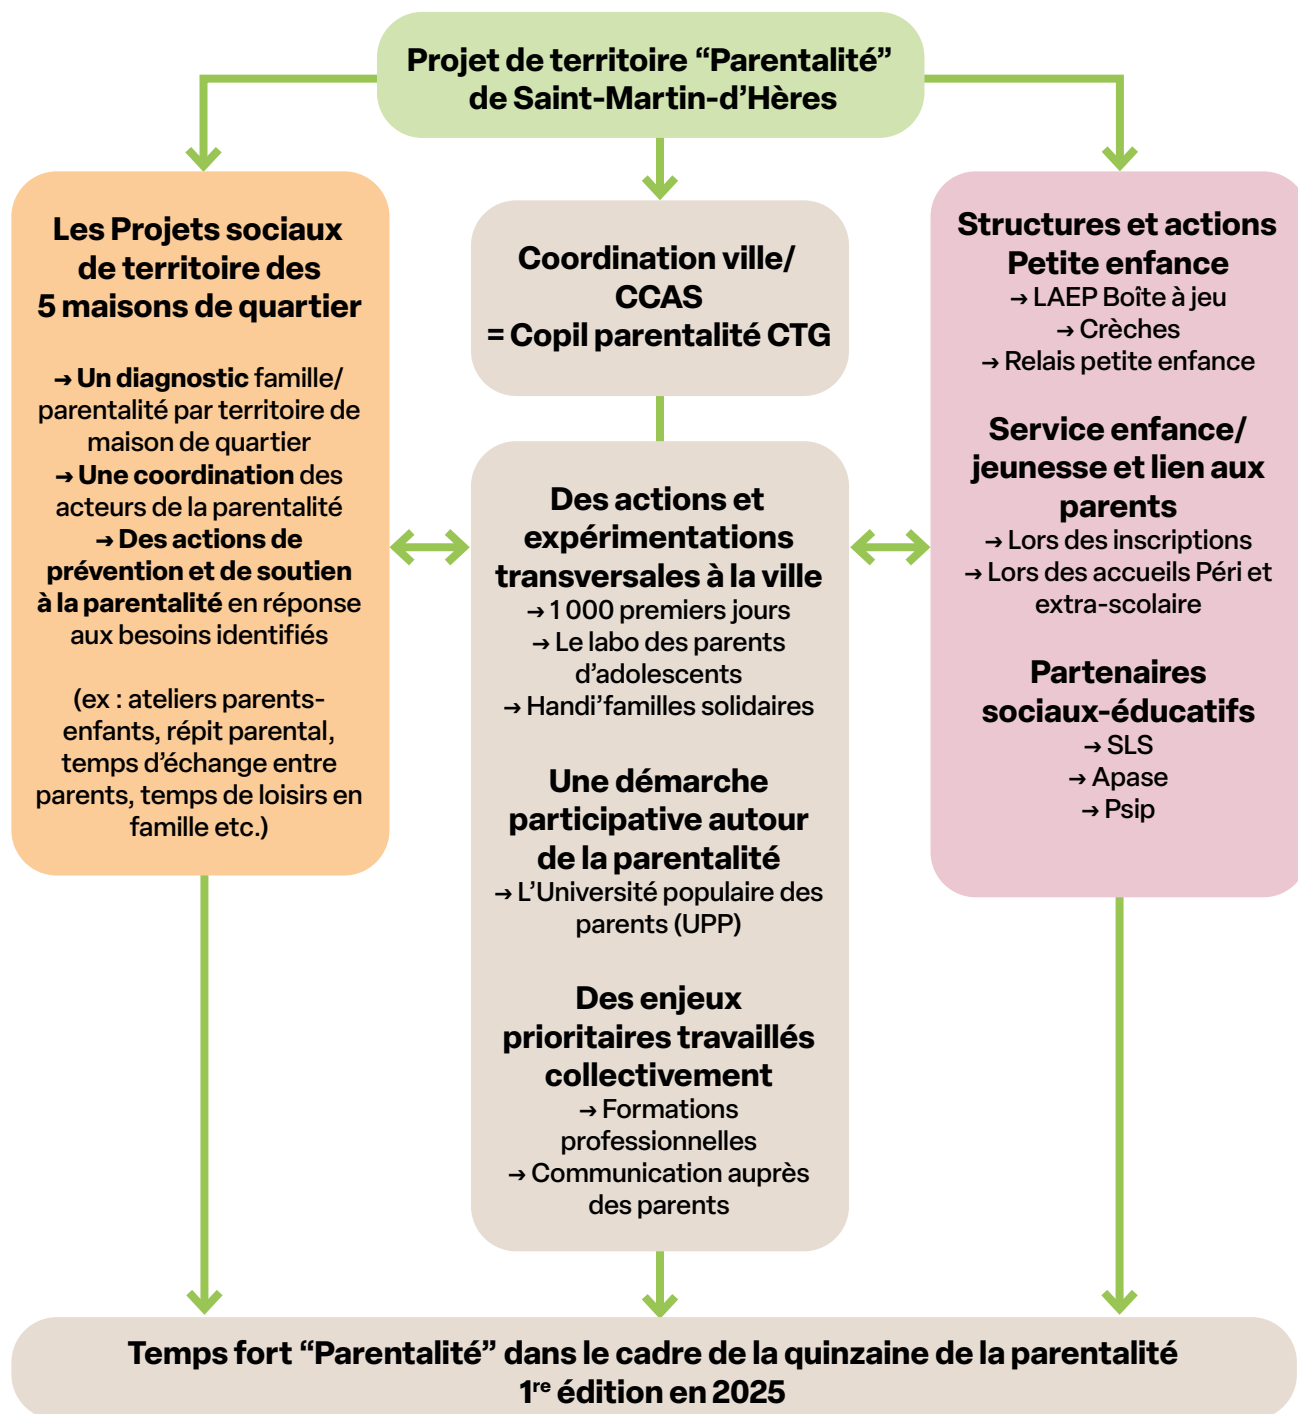 Projet de territoire “Parentalité”
de Saint-Martin-d’Hères
Les Projets sociaux
de territoire des
5 maisons de quartier
→ Un diagnostic famille/
parentalité par territoire de
maison de quartier
→ Une coordination des
acteurs de la parentalité
→ Des actions de
prévention et de soutien
à la parentalité en réponse
aux besoins identifiés
(ex : ateliers parents-
enfants, répit parental,
temps d’échange entre
parents, temps de loisirs en
famille etc.)
Coordination ville/
CCAS
= Copil parentalité CTG
Des actions et
expérimentations
transversales à la ville
→ 1 000 premiers jours
→ Le labo des parents
d’adolescents
→ Handi’familles solidaires
Une démarche
participative autour
de la parentalité
→ L’Université populaire des
parents (UPP)
Des enjeux
prioritaires travaillés
collectivement
→ Formations
professionnelles
→ Communication auprès
des parents
Structures et actions
Petite enfance
→ LAEP Boîte à jeu
→ Crèches
→ Relais petite enfance
Service enfance/
jeunesse et lien aux
parents
→ Lors des inscriptions
→ Lors des accueils Péri et
extra-scolaire
Partenaires
sociaux-éducatifs
→ SLS
→ Apase
→ Psip
Temps fort “Parentalité” dans le cadre de la quinzaine de la parentalité
1re édition en 2025